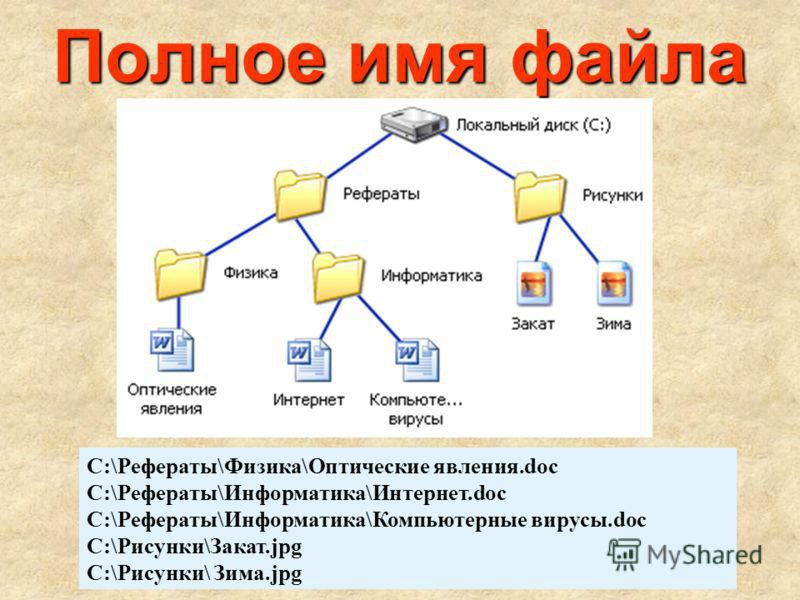 Полное имя файла
Локальный диск (C:)
Рефераты
Рисунки
Физика
Информатика
Закат
Зима
Оптические
явления
Интернет
Компьюте...
вирусы
C:\Рефераты\Физика\Оптические явления.doc
C:\Рефераты\Информатика\Интернет.doc
C:\Рефераты\Информатика\Компьютерные вирусы.doc
C:\Рисунки\Закат.jpg
C:\Рисунки\ Зима.jpg
MyShared